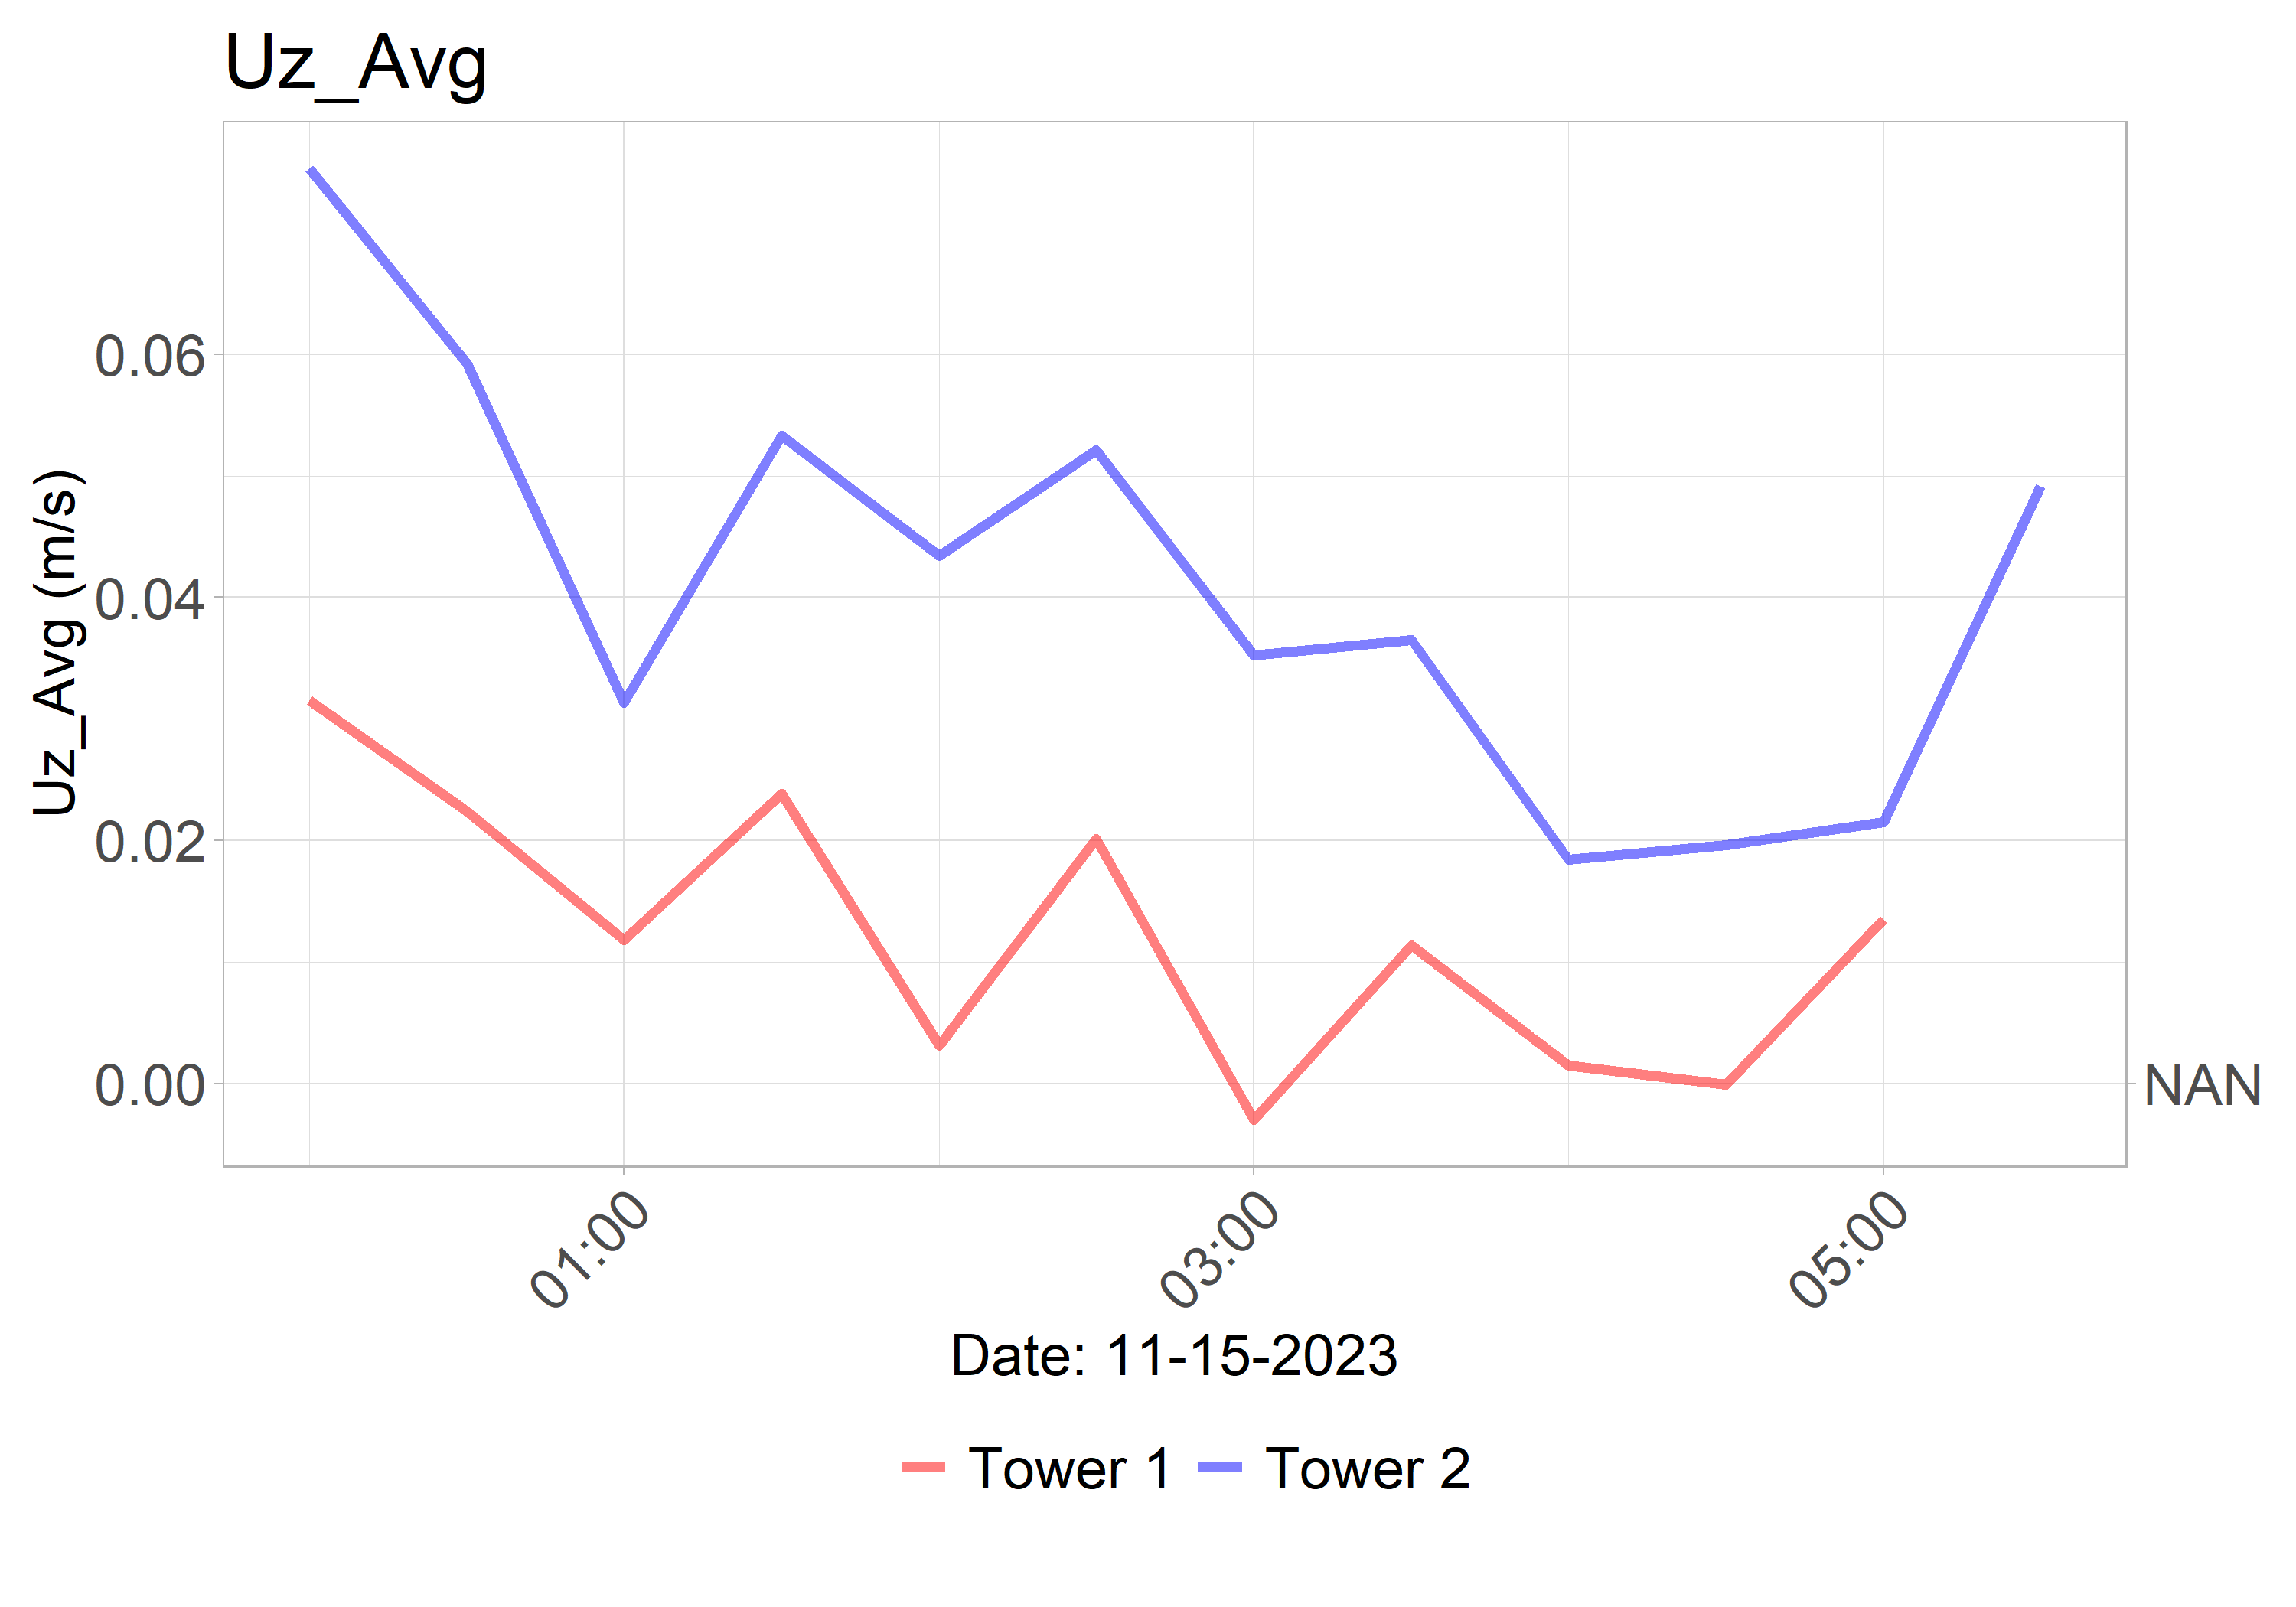 Uz_Avg
Uz_Avg (m/s)
0.06
0.04
0.02
0.00
NAN
01:00
03:00
05:00
Date: 11-15-2023
Tower 1 Tower 2